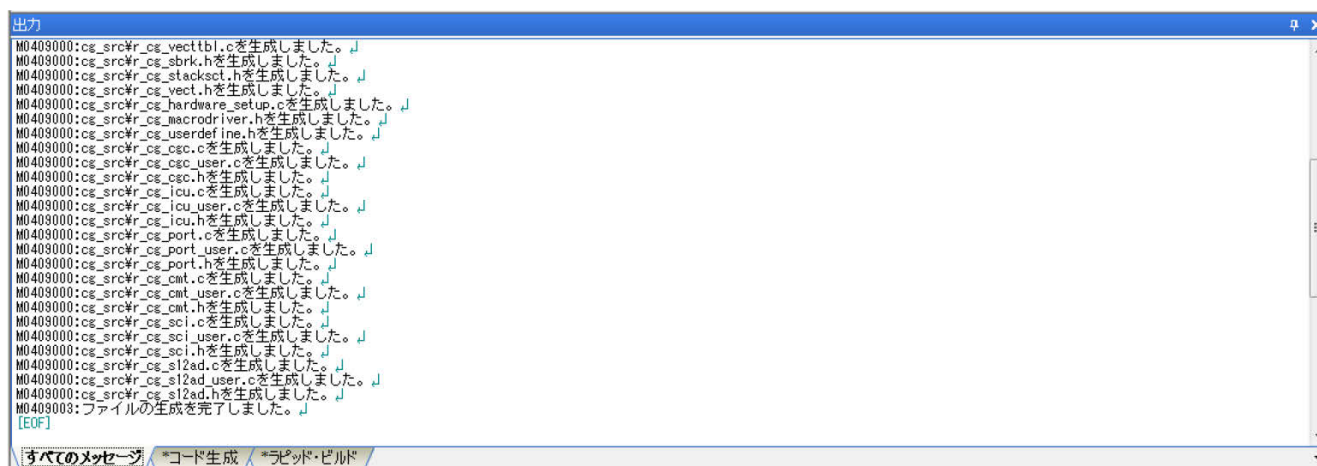 出力
M0409000:cg_src¥r_cg_vecttbl.cを生成しました。↲
M0409000:cg_src¥r_cg_sbrk.hを生成しました。↲
M0409000:cg_src¥r_cg_stacksct.hを生成しました。↲
M0409000:cg_src¥r_cg_vect.hを生成しました。↲
M0409000:cg_src¥r_cg_hardware_setup.cを生成しました。↲
M0409000:cg_src¥r_cg_macrodriver.hを生成しました。↲
M0409000:cg_src¥r_cg_userdefine.hを生成しました。↲
M0409000:cg_src¥r_cg_cgc.cを生成しました。↲
M0409000:cg_src¥r_cg_cgc_user.cを生成しました。↲
M0409000:cg_src¥r_cg_cgc.hを生成しました。↲
M0409000:cg_src¥r_cg_icu.cを生成しました。↲
M0409000:cg_src¥r_cg_icu_user.cを生成しました。↲
M0409000:cg_src¥r_cg_icu.hを生成しました。↲
M0409000:cg_src¥r_cg_port.cを生成しました。↲
M0409000:cg_src¥r_cg_port_user.cを生成しました。↲
M0409000:cg_src¥r_cg_port.hを生成しました。↲
M0409000:cg_src¥r_cg_cmt.cを生成しました。↲
M0409000:cg_src¥r_cg_cmt_user.cを生成しました。↲
M0409000:cg_src¥r_cg_cmt.hを生成しました。↲
M0409000:cg_src¥r_cg_sci.cを生成しました。↲
M0409000:cg_src¥r_cg_sci_user.cを生成しました。↲
M0409000:cg_src¥r_cg_sci.hを生成しました。↲
M0409000:cg_src¥r_cg_s12ad.cを生成しました。↲
M0409000:cg_src¥r_cg_s12ad_user.cを生成しました。↲
M0409000:cg_src¥r_cg_s12ad.hを生成しました。↲
M0409003:ファイルの生成を完了しました。↲
[EOF]
すべてのメッセージ *コード生成 *ラピッド・ビルド